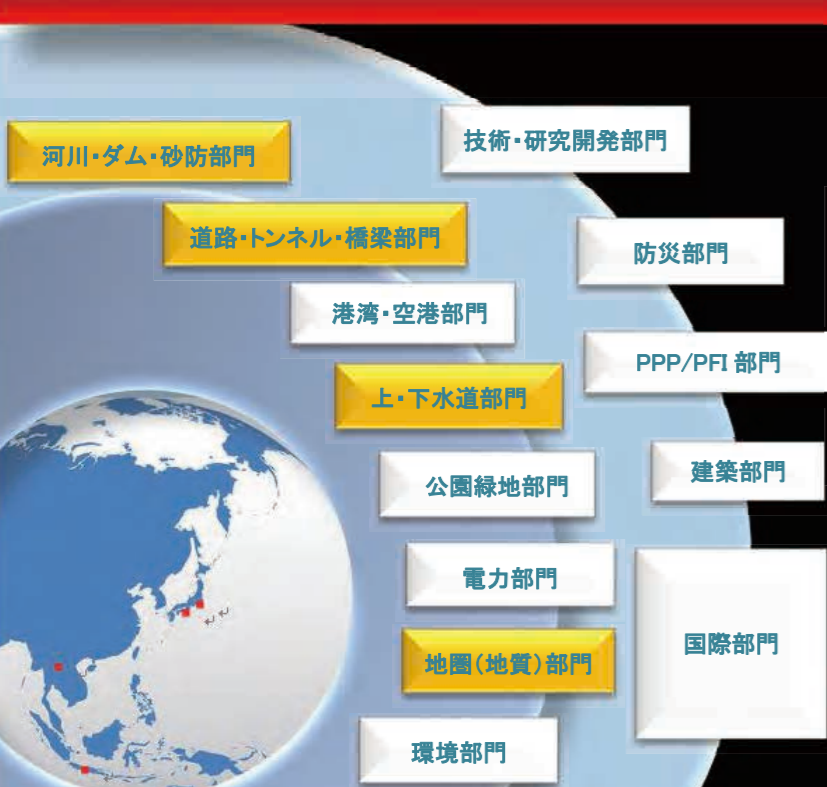 河川・ダム・砂防部門
技術・研究開発部門
道路・トンネル・橋梁部門
防災部門
港湾・空港部門
PPP/PFI 部門
上・下水道部門
建築部門
公園緑地部門
電力部門
国際部門
地圏(地質)部門
環境部門